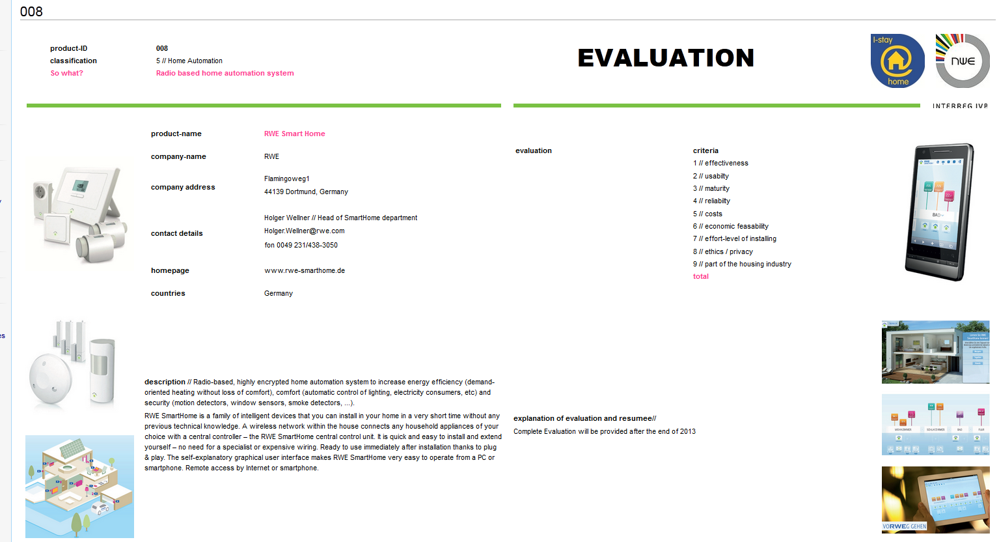 008
product-ID 008
classification 5 // Home Automation
So what? Radio based home automation system
EVALUATION
I-stay
@
home
nwe
INTERREG IVB
product-name RWE Smart Home
company-name RWE
company address Flamingoweg1
44139 Dortmund, Germany
contact details Holger Wellner // Head of SmartHome department
Holger.Wellner@rwe.com
fon 0049 231/438-3050
homepage www.rwe-smarthome.de
countries Germany
description // Radio-based, highly encrypted home automation system to increase energy efficiency (demand-
oriented heating without loss of comfort), comfort (automatic control of lighting, electricity consumers, etc) and
security (motion detectors, window sensors, smoke detectors, ...).
RWE SmartHome is a family of intelligent devices that you can install in your home in a very short time without any
previous technical knowledge. A wireless network within the house connects any household appliances of your
choice with a central controller – the RWE SmartHome central control unit. It is quick and easy to install and extend
yourself – no need for a specialist or expensive wiring. Ready to use immediately after installation thanks to plug
& play. The self-explanatory graphical user interface makes RWE SmartHome very easy to operate from a PC or
smartphone. Remote access by Internet or smartphone.
evaluation
criteria
1 // effectiveness
2 // usabilty
3 // maturity
4 // reliabilty
5 // costs
6 // economic feasability
7 // effort-level of installing
8 // ethics / privacy
9 // part of the housing industry
total
explanation of evaluation and resumee//
Complete Evaluation will be provided after the end of 2013
BAD
WOHNZIMMER SCHLAFZIMMER BAD FLUR
VORWEG GEHEN
es